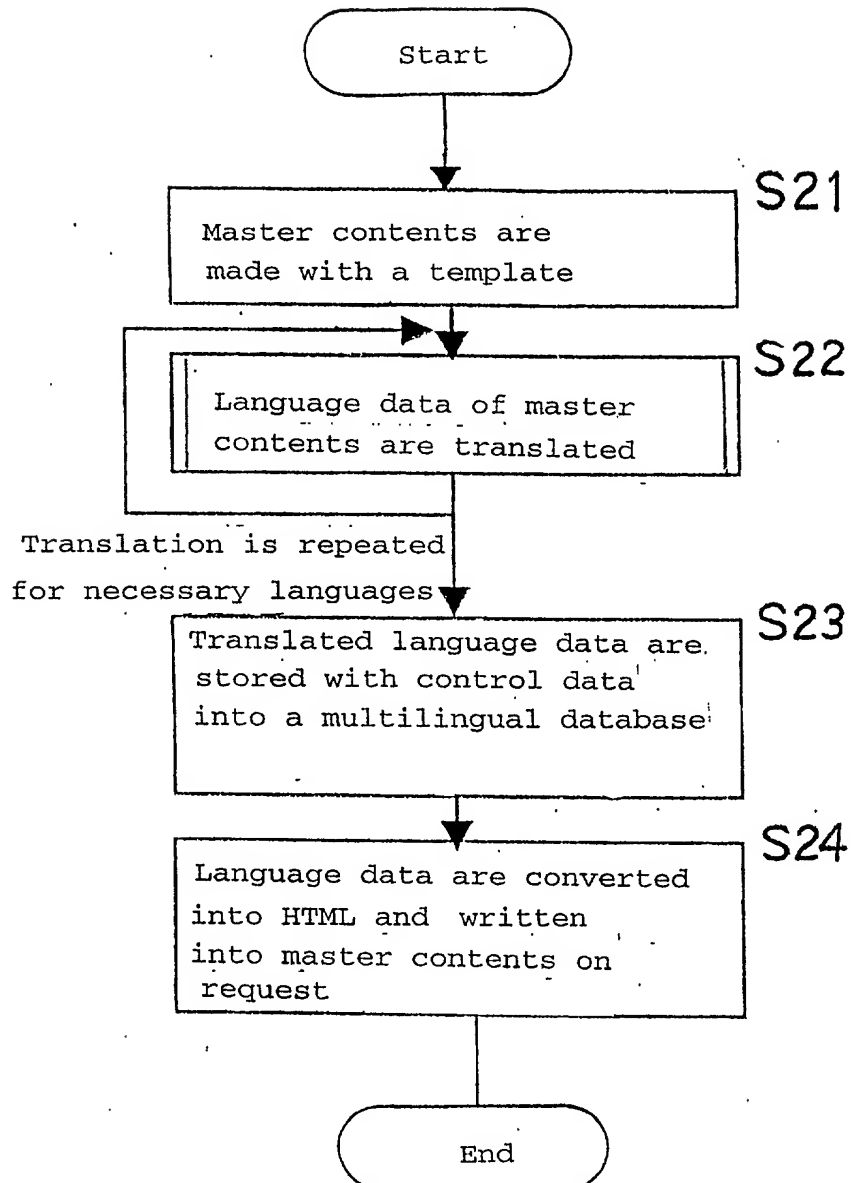 Start
S21
Master contents are
made with a template
S22
Language data of master
contents are translated
Translation is repeated
for necessary languages
S23
Translated language data are
stored with control data
into a multilingual database
S24
Language data are converted
into HTML and written
into master contents on
request
End